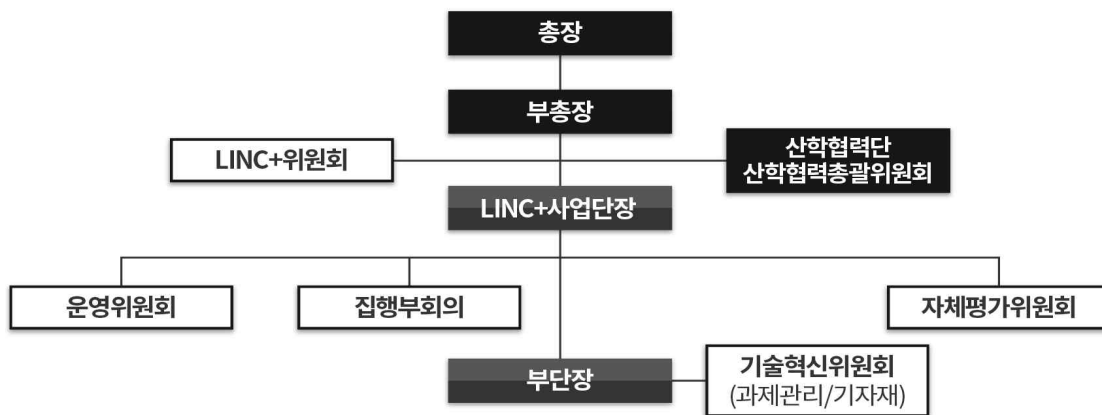 총장
부총장
LINC+위원회
산학협력단
산학협력총괄위원회
LINC+사업단장
운영위원회
집행부회의
자체평가위원회
부단장
기술혁신위원회
(과제관리/기자재)